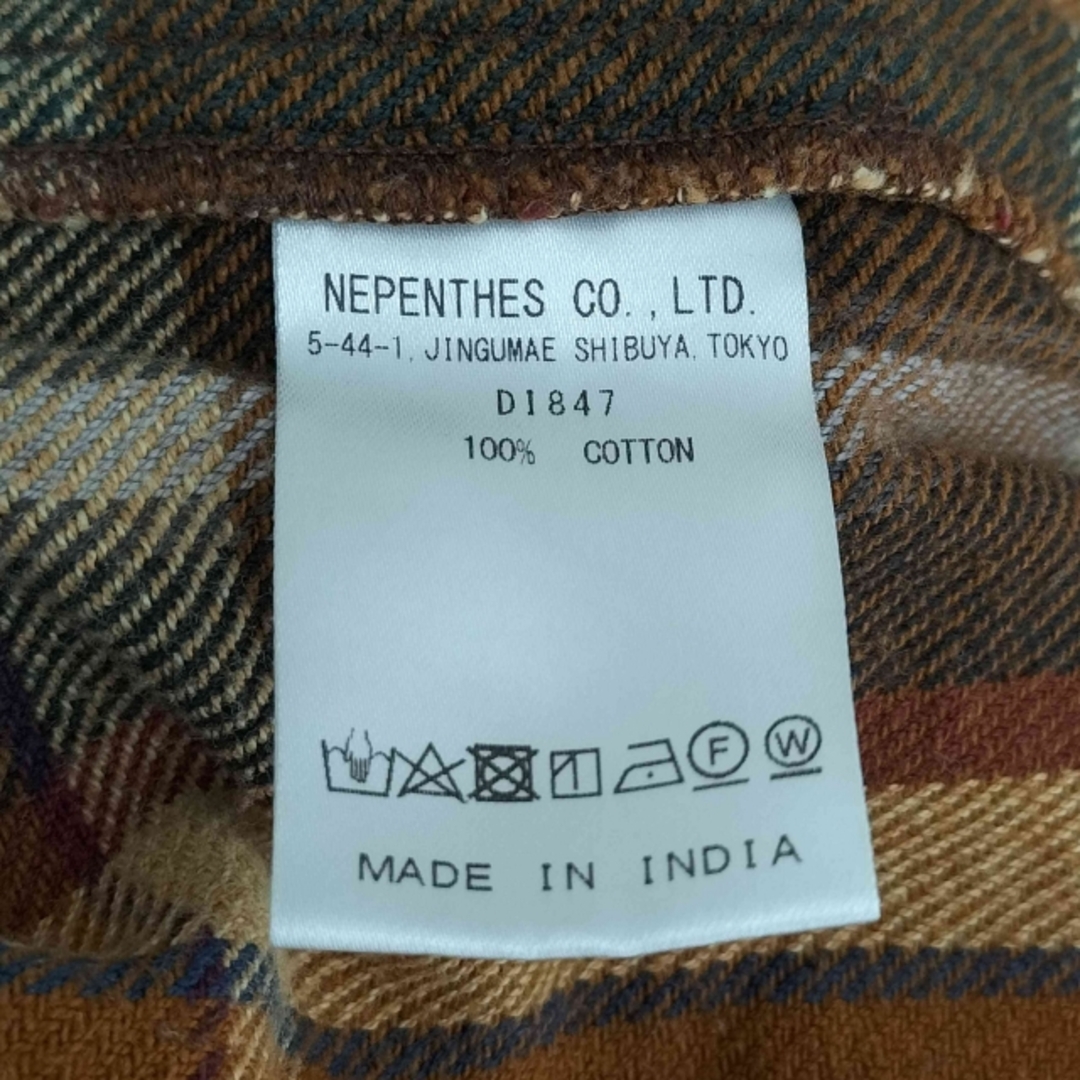 NEPENTHES CO., LTD.
5-44-1, JINGUMAE SHIBUYA, TOKYO
DI847
100% COTTON
F W
MADE IN INDIA